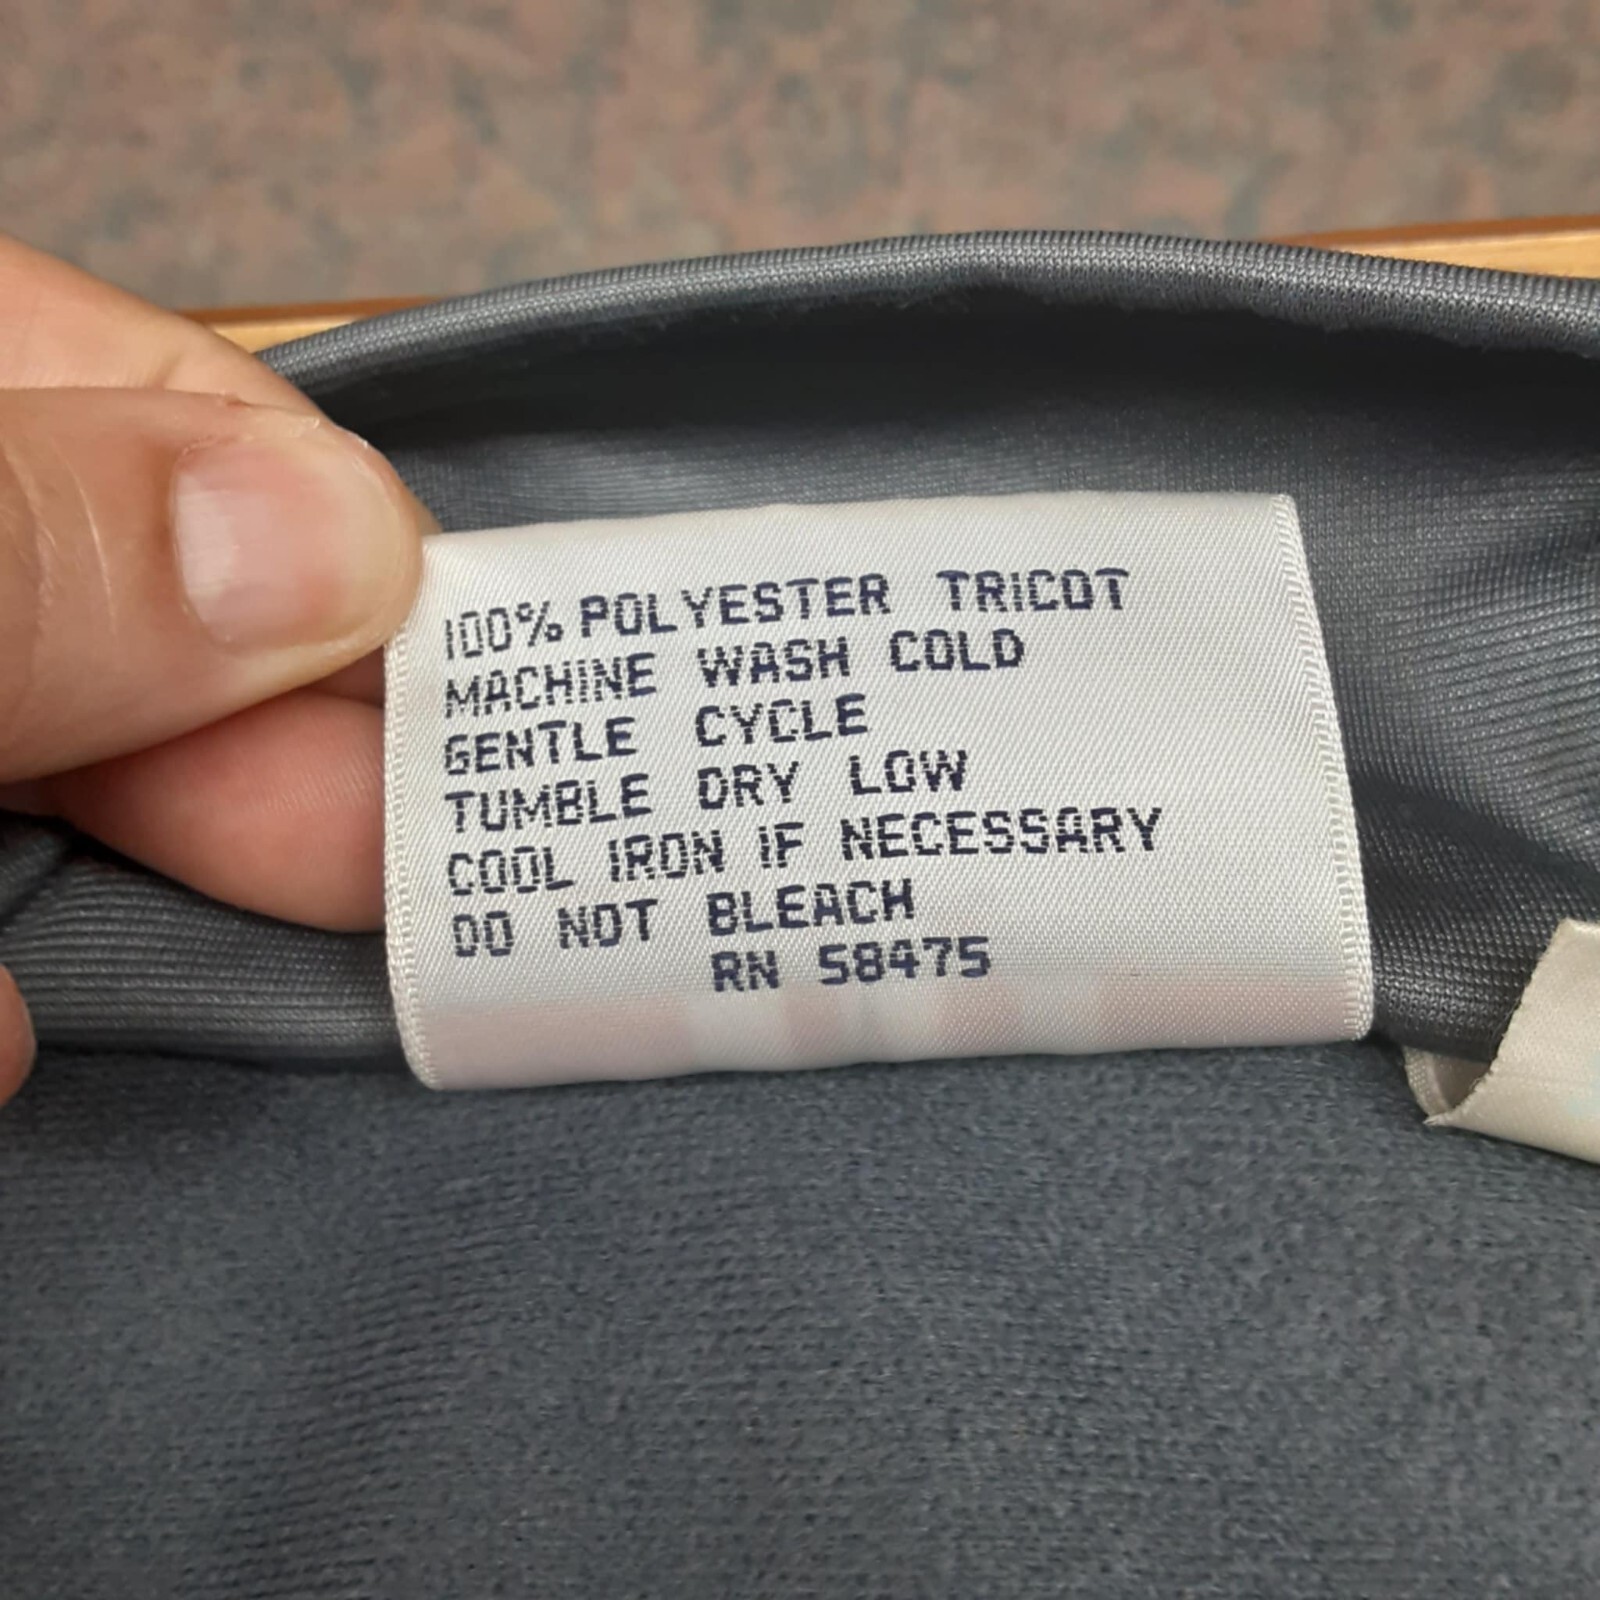 100% POLYESTER TRICOT
MACHINE WASH COLD
GENTLE CYCLE
TUMBLE DRY LOW
COOL IRON IF NECESSARY
DO NOT BLEACH
RN 58475